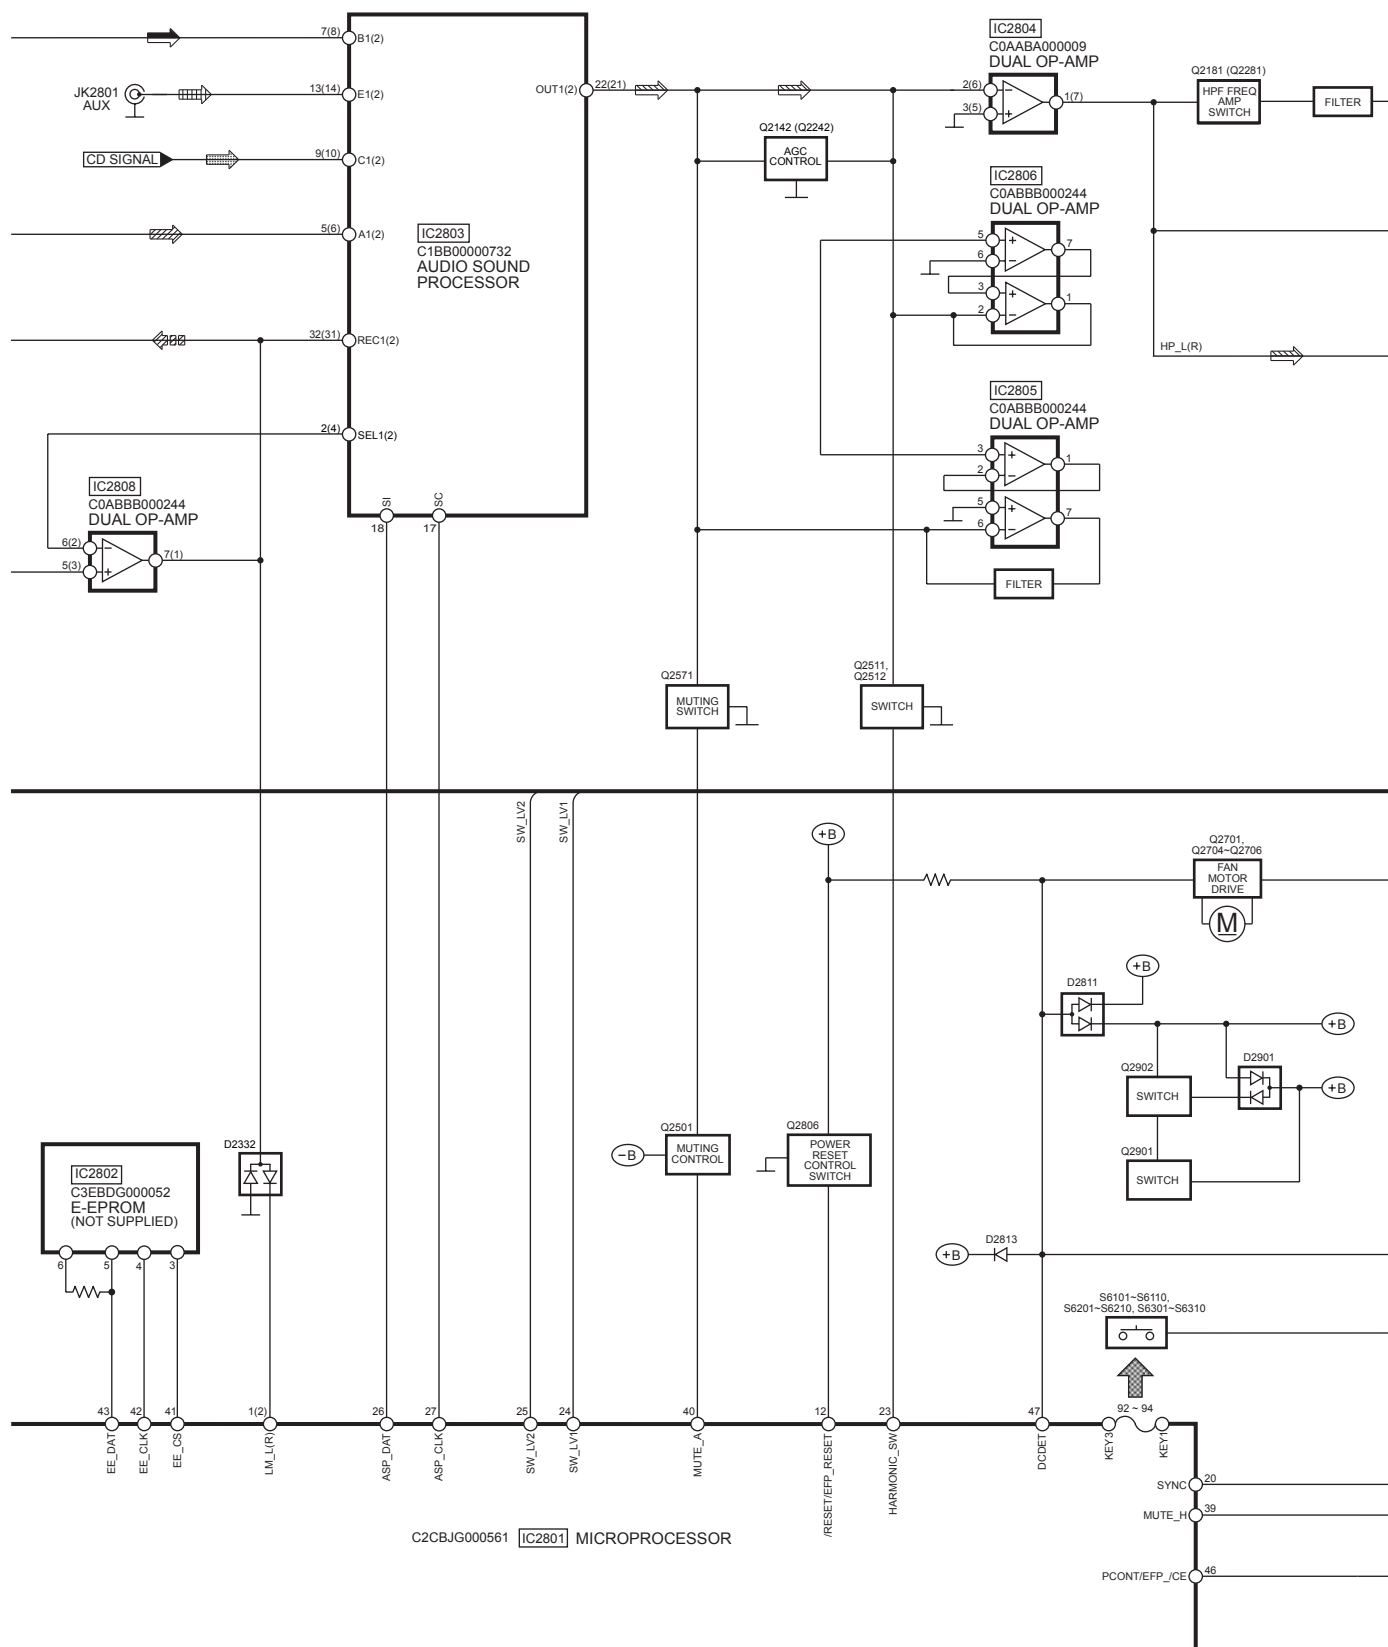 IC2804
C0AABA000009
DUAL OP-AMP
7(8)
B1(2)
JK2801
AUX
13(14)
E1(2)
OUT1(2)
22(21)
2(6)
3(5)
1(7)
Q2181 (Q2281)
HPF FREQ
AMP
SWITCH
FILTER
Q2142 (Q2242)
AGC
CONTROL
CD SIGNAL
9(10)
C1(2)
IC2806
C0ABBB000244
DUAL OP-AMP
5(6)
A1(2)
IC2803
C1BB00000732
AUDIO SOUND
PROCESSOR
5
6
7
3
2
1
32(31)
REC1(2)
HP_L(R)
IC2805
C0ABBB000244
DUAL OP-AMP
2(4)
SEL1(2)
3
2
1
5
6
7
IC2808
C0ABBB000244
DUAL OP-AMP
SI
SC
18
17
6(2)
5(3)
7(1)
FILTER
Q2571
MUTING
SWITCH
Q2511,
Q2512
SWITCH
SW_LV2
SW_LV1
+B
Q2701,
Q2704~Q2706
FAN
MOTOR
DRIVE
M
D2811
+B
+B
D2901
Q2902
SWITCH
+B
Q2901
SWITCH
Q2501
MUTING
CONTROL
−B
Q2806
POWER
RESET
CONTROL
SWITCH
D2332
IC2802
C3EBDG000052
E-EPROM
(NOT SUPPLIED)
6
5
4
3
+B
D2813
S6101~S6110,
S6201~S6210, S6301~S6310
43
42
41
1(2)
26
27
25
24
40
12
23
47
92 ~ 94
EE_DAT
EE_CLK
EE_CS
LM_L(R)
ASP_DAT
ASP_CLK
SW_LV2
SW_LV1
MUTE_A
/RESET/EFP_RESET
HARMONIC_SW
DCDET
KEY3
KEY1
SYNC
20
MUTE_H
39
C2CBJG000561 IC2801 MICROPROCESSOR
PCONT/EFP_/CE
46